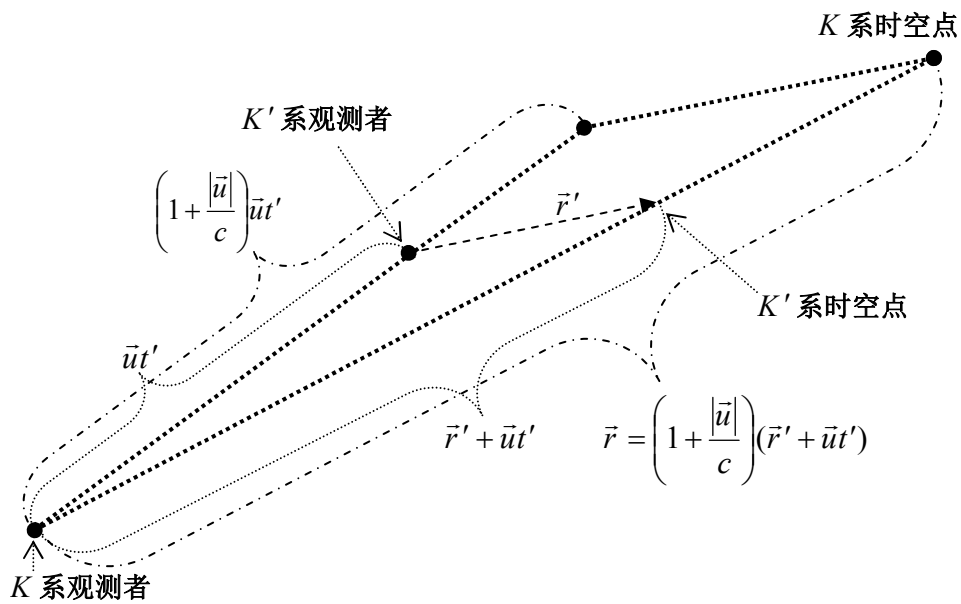 K 系时空点
K′ 系观测者
(1+|u⃗|/c)u⃗t′
r⃗′
K′ 系时空点
u⃗t′
r⃗′+u⃗t′
r⃗=(1+|u⃗|/c)(r⃗′+u⃗t′)
K 系观测者